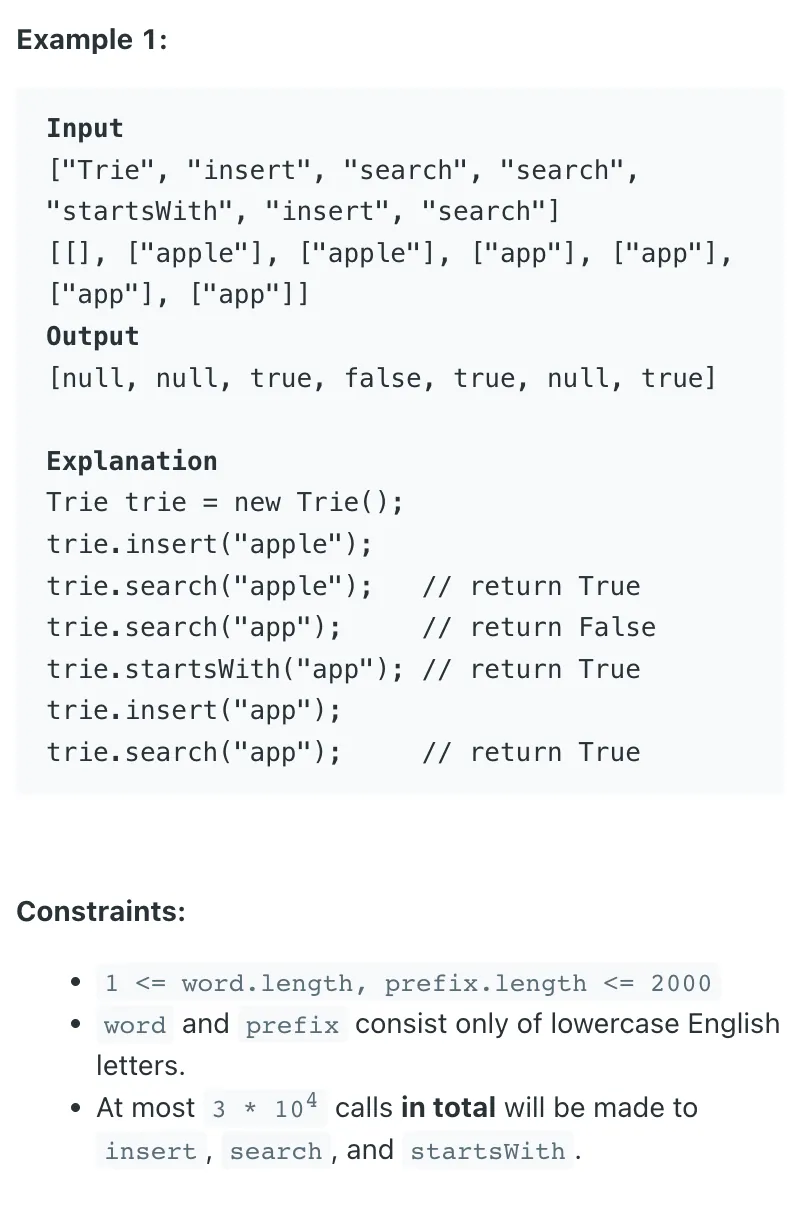 Example 1:
Input
["Trie", "insert", "search", "search",
"startsWith", "insert", "search"]
[[], ["apple"], ["apple"], ["app"], ["app"],
["app"], ["app"]]
Output
[null, null, true, false, true, null, true]
Explanation
Trie trie = new Trie();
trie.insert("apple");
trie.search("apple");   // return True
trie.search("app");     // return False
trie.startsWith("app"); // return True
trie.insert("app");
trie.search("app");     // return True
Constraints:
• 1 <= word.length, prefix.length <= 2000
• word and prefix consist only of lowercase English
letters.
• At most 3 * 10⁴ calls in total will be made to
insert, search, and startsWith.